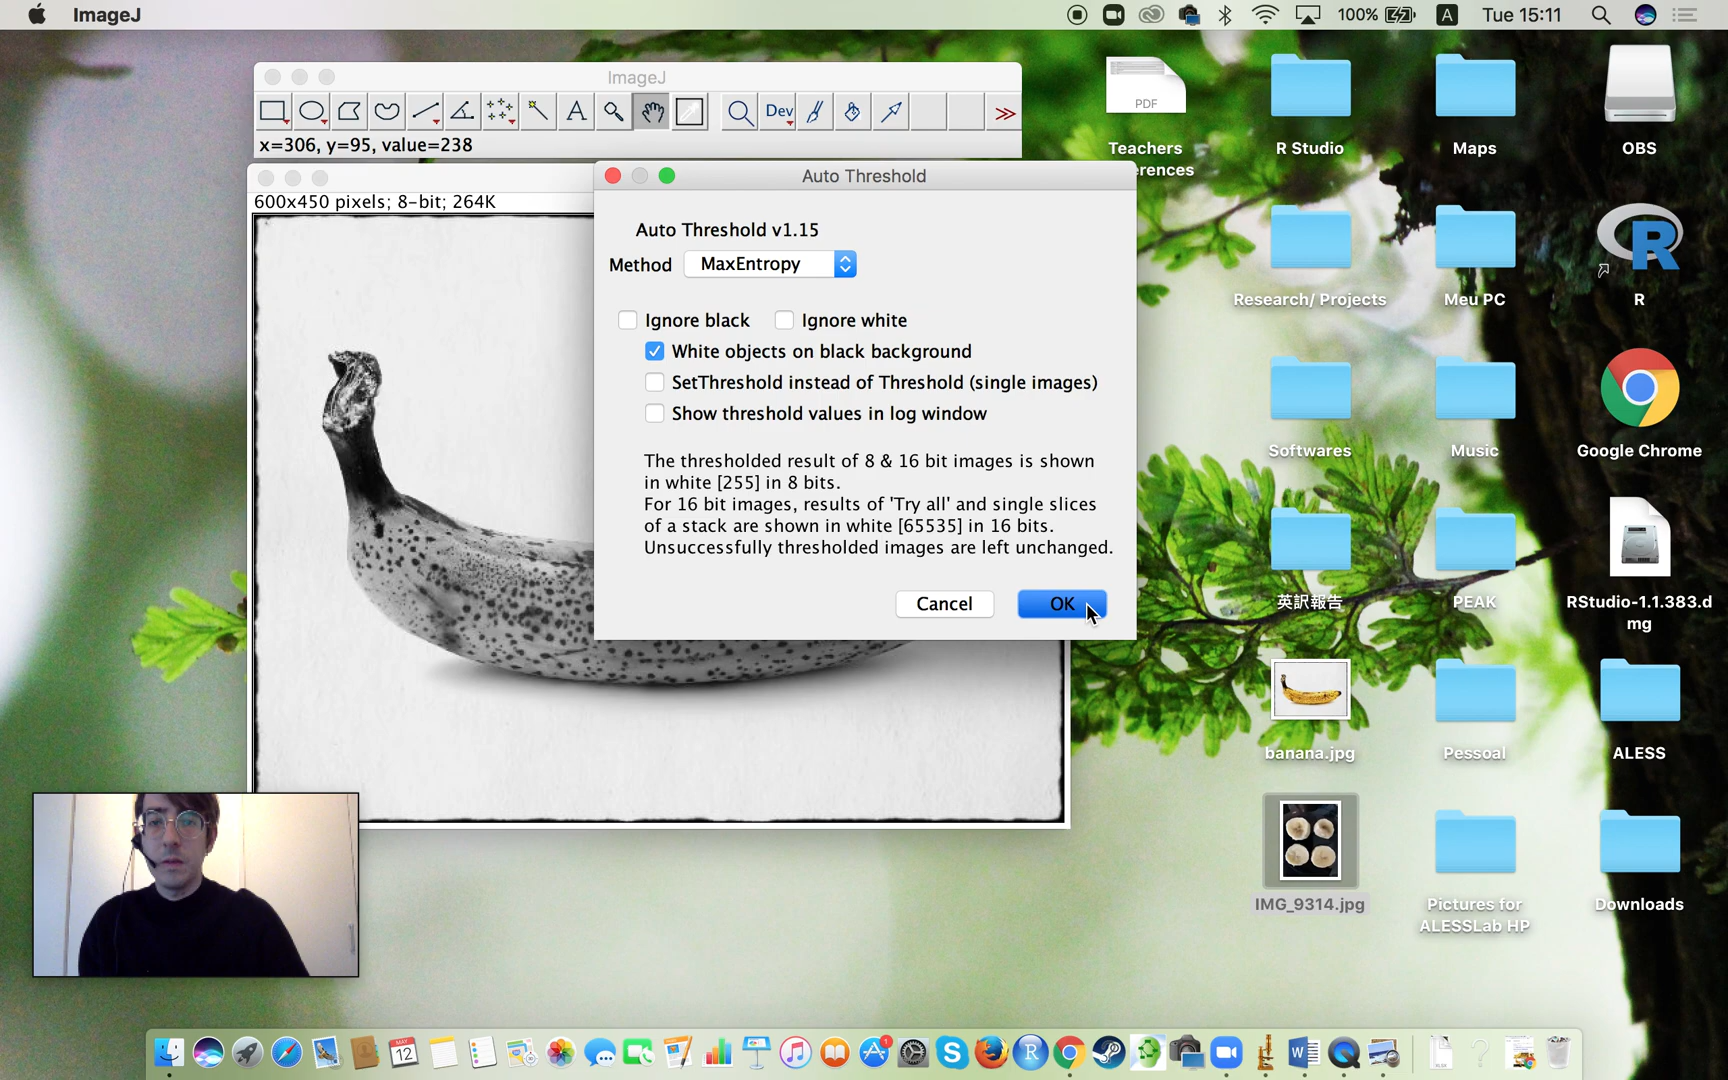 ImageJ
100%
A
Tue 15:11
ImageJ
A
Dev
x=306, y=95, value=238
600x450 pixels; 8-bit; 264K
Auto Threshold
Auto Threshold v1.15
Method MaxEntropy
Ignore black Ignore white
White objects on black background
SetThreshold instead of Threshold (single images)
Show threshold values in log window
The thresholded result of 8 & 16 bit images is shown
in white [255] in 8 bits.
For 16 bit images, results of 'Try all' and single slices
of a stack are shown in white [65535] in 16 bits.
Unsuccessfully thresholded images are left unchanged.
Cancel OK
PDF
Teachers
R Studio
Maps
OBS
Research/ Projects
Meu PC
R
R
Softwares
Music
Google Chrome
英訳報告
PEAK
RStudio-1.1.383.d
mg
banana.jpg
Pessoal
ALESS
IMG_9314.jpg
Pictures for
ALESSLab HP
Downloads
MAY
12
1
S
R
W
?